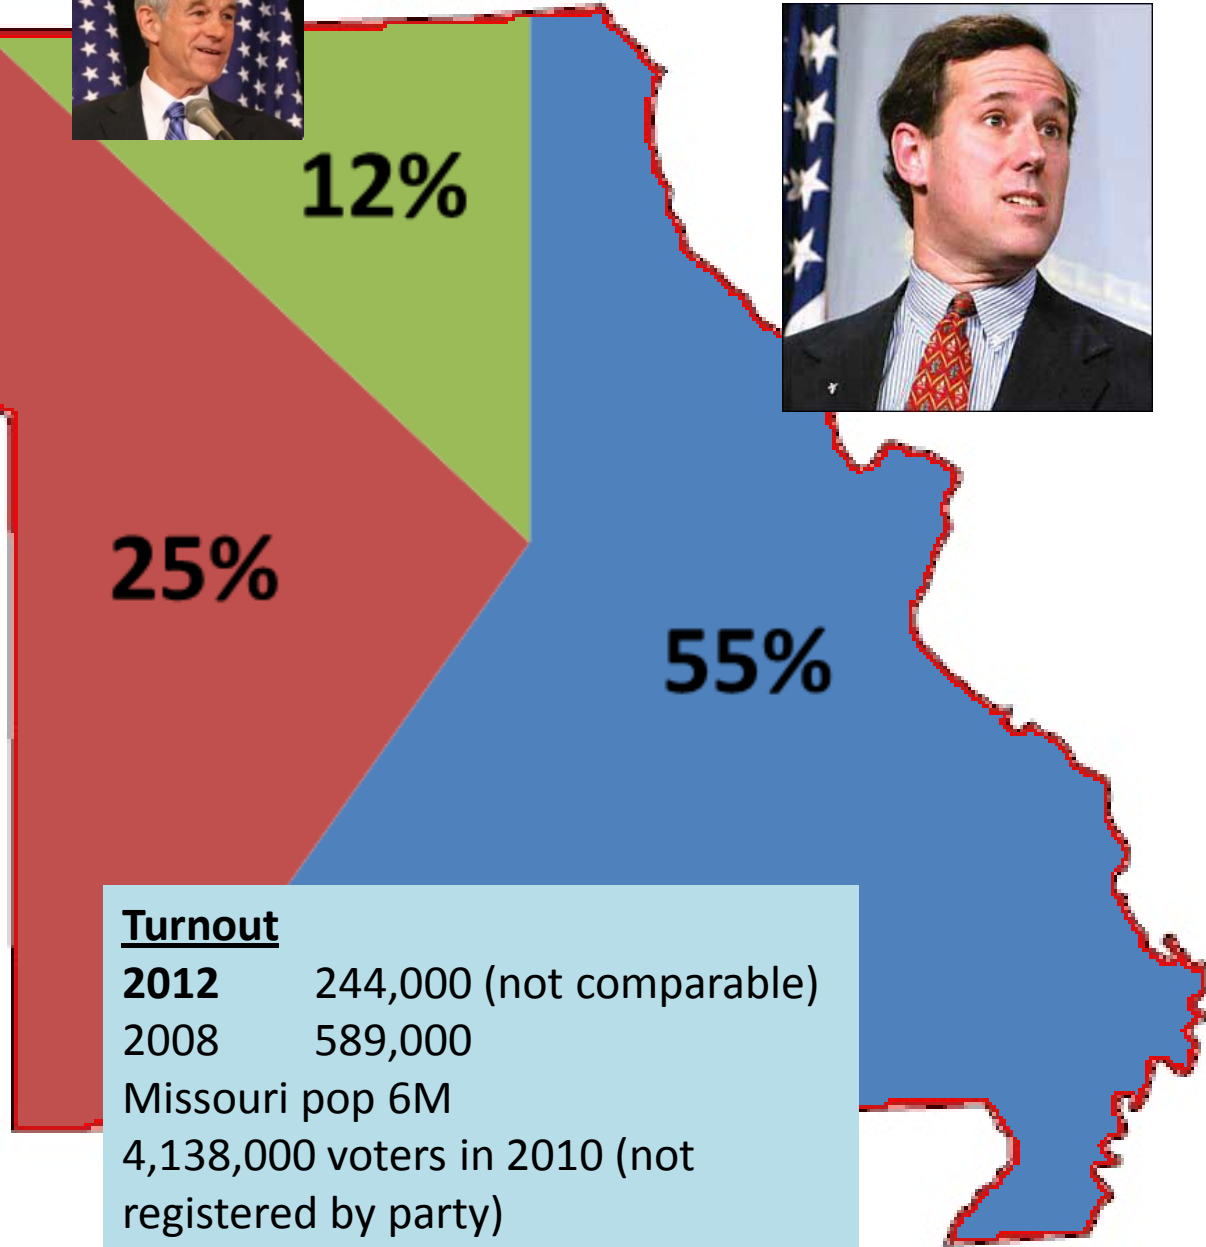 12%
25%
55%
Turnout
2012 244,000 (not comparable)
2008 589,000
Missouri pop 6M
4,138,000 voters in 2010 (not
registered by party)